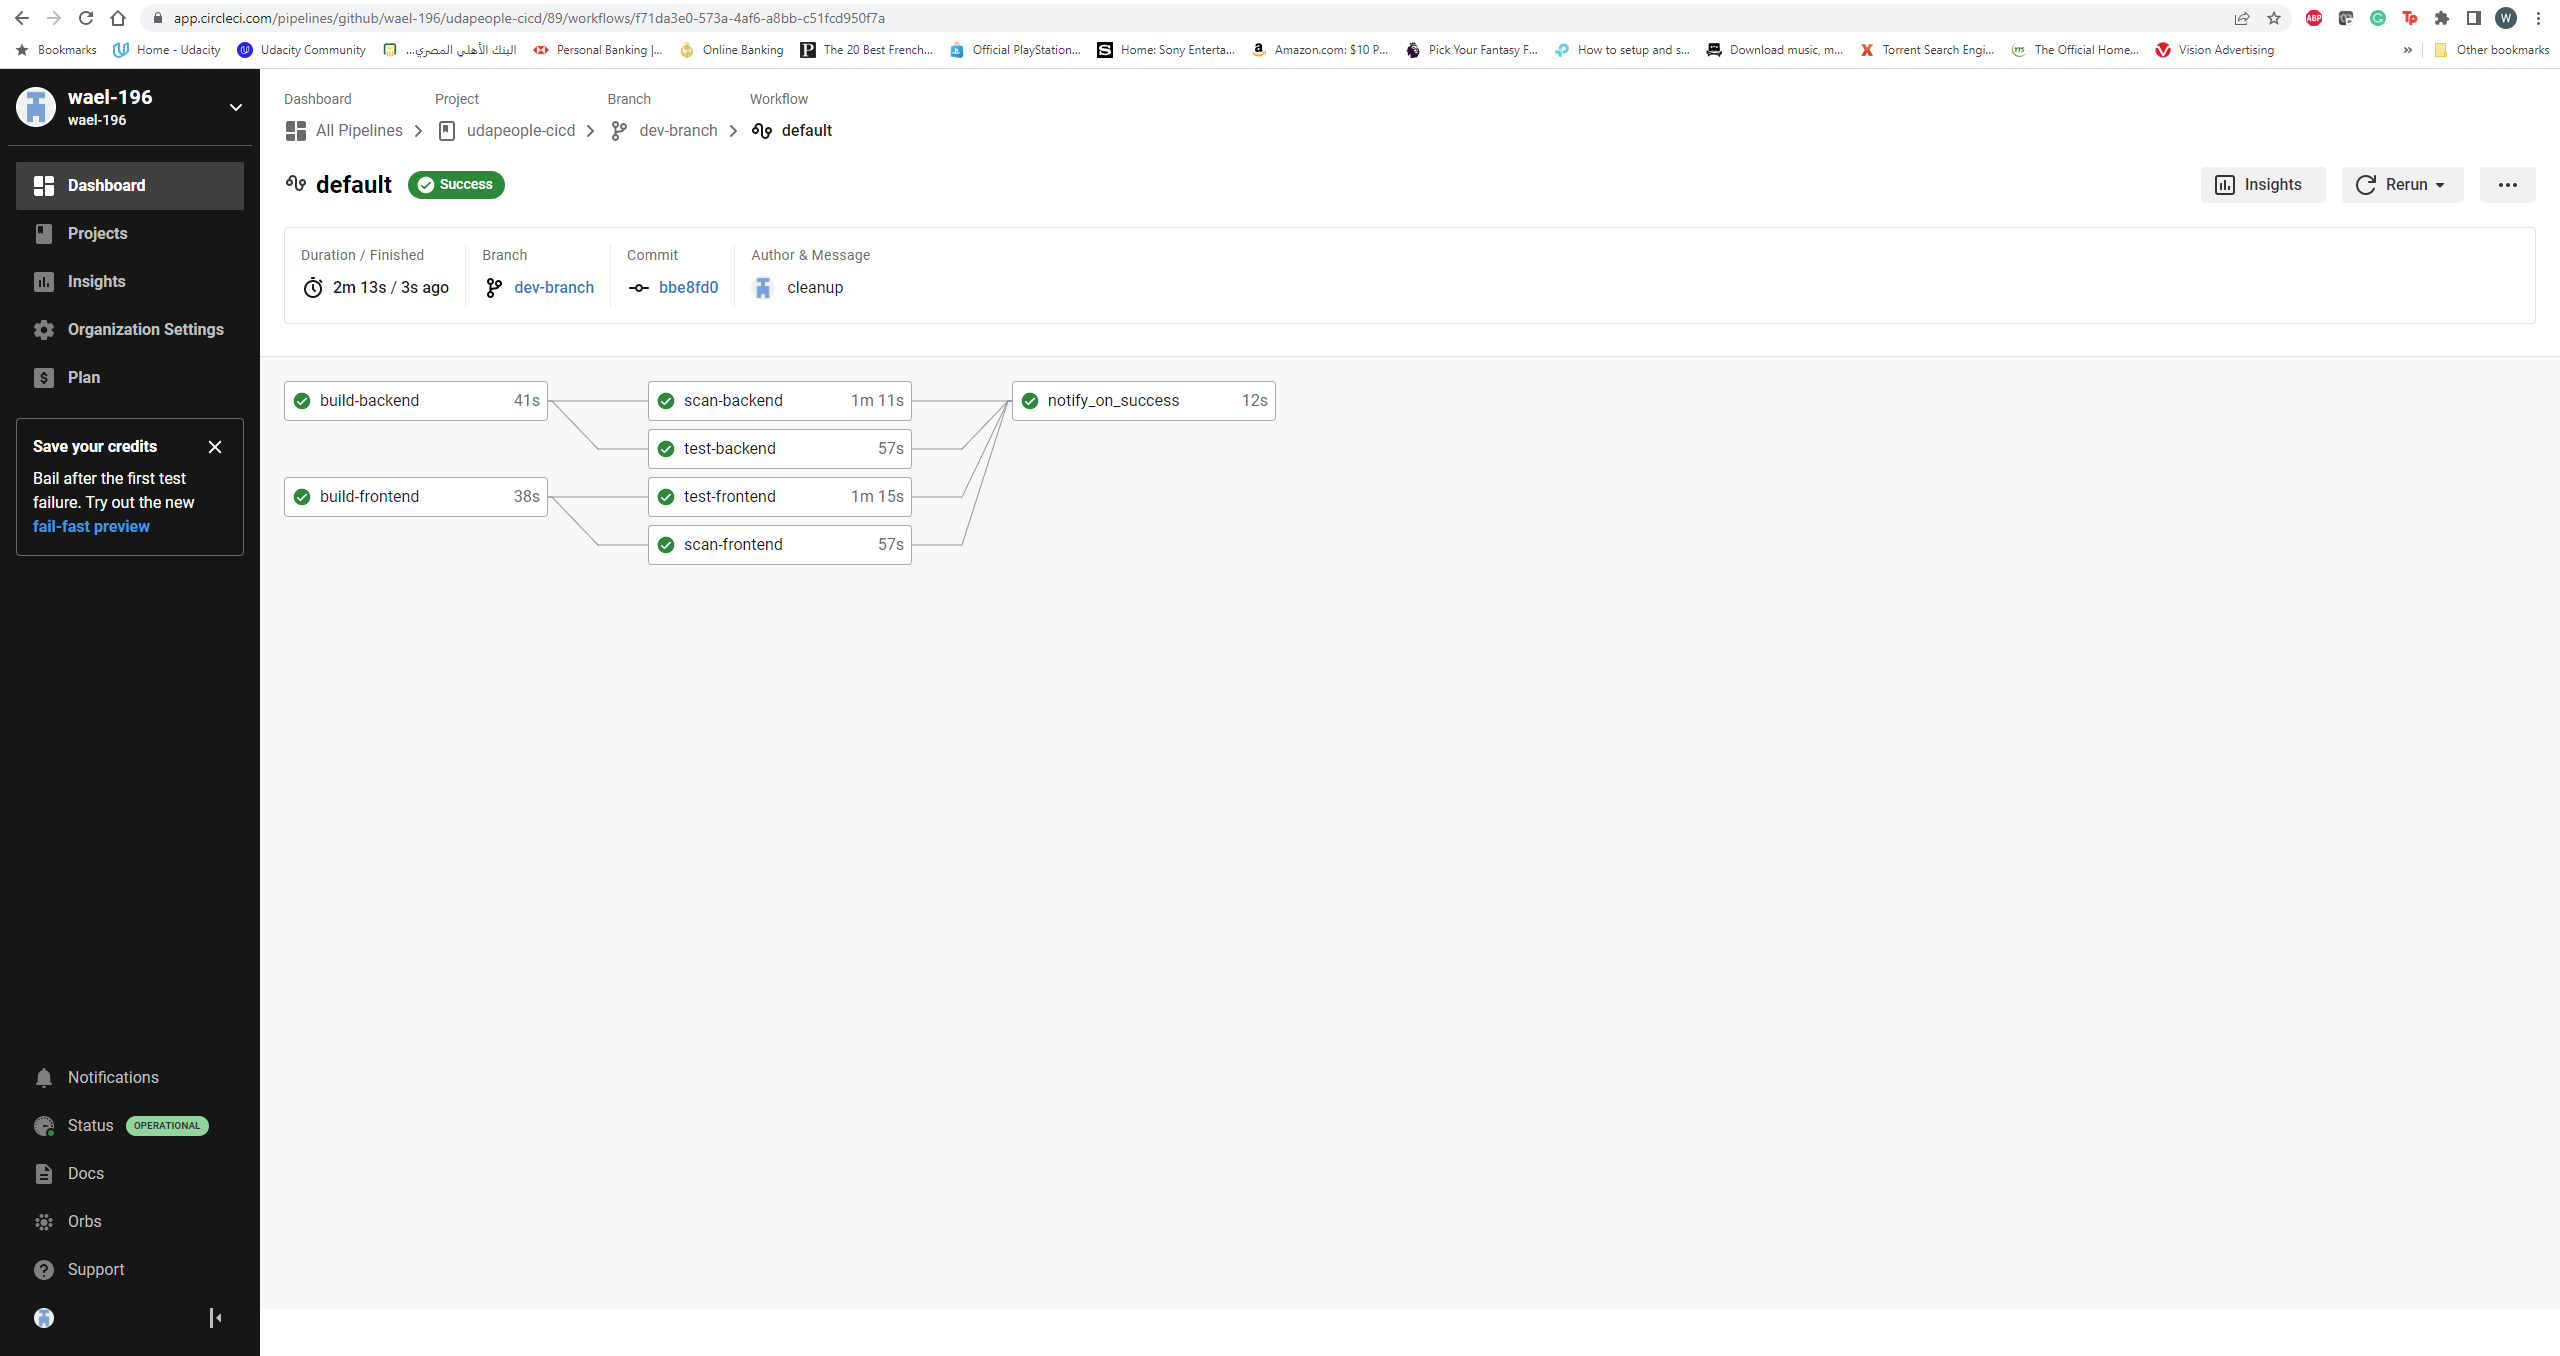 app.circleci.com/pipelines/github/wael-196/udapeople-cicd/89/workflows/f71da3e0-573a-4af6-a8bb-c51fcd950f7a
ABP
Tp
W
Bookmarks
Home - Udacity
Udacity Community
البنك الأهلي المصري...
Personal Banking |...
Online Banking
The 20 Best French...
Official PlayStation...
Home: Sony Enterta...
Amazon.com: $10 P...
Pick Your Fantasy F...
How to setup and s...
Download music, m...
Torrent Search Engi...
The Official Home...
Vision Advertising
»
Other bookmarks
wael-196
wael-196
Dashboard
Projects
Insights
Organization Settings
Plan
Save your credits
Bail after the first test
failure. Try out the new
fail-fast preview
Notifications
Status OPERATIONAL
Docs
Orbs
Support
Dashboard Project Branch Workflow
All Pipelines udapeople-cicd dev-branch default
default Success
Insights
Rerun
Duration / Finished Branch Commit Author & Message
2m 13s / 3s ago dev-branch bbe8fd0 cleanup
build-backend 41s
scan-backend 1m 11s
notify_on_success 12s
test-backend 57s
build-frontend 38s
test-frontend 1m 15s
scan-frontend 57s